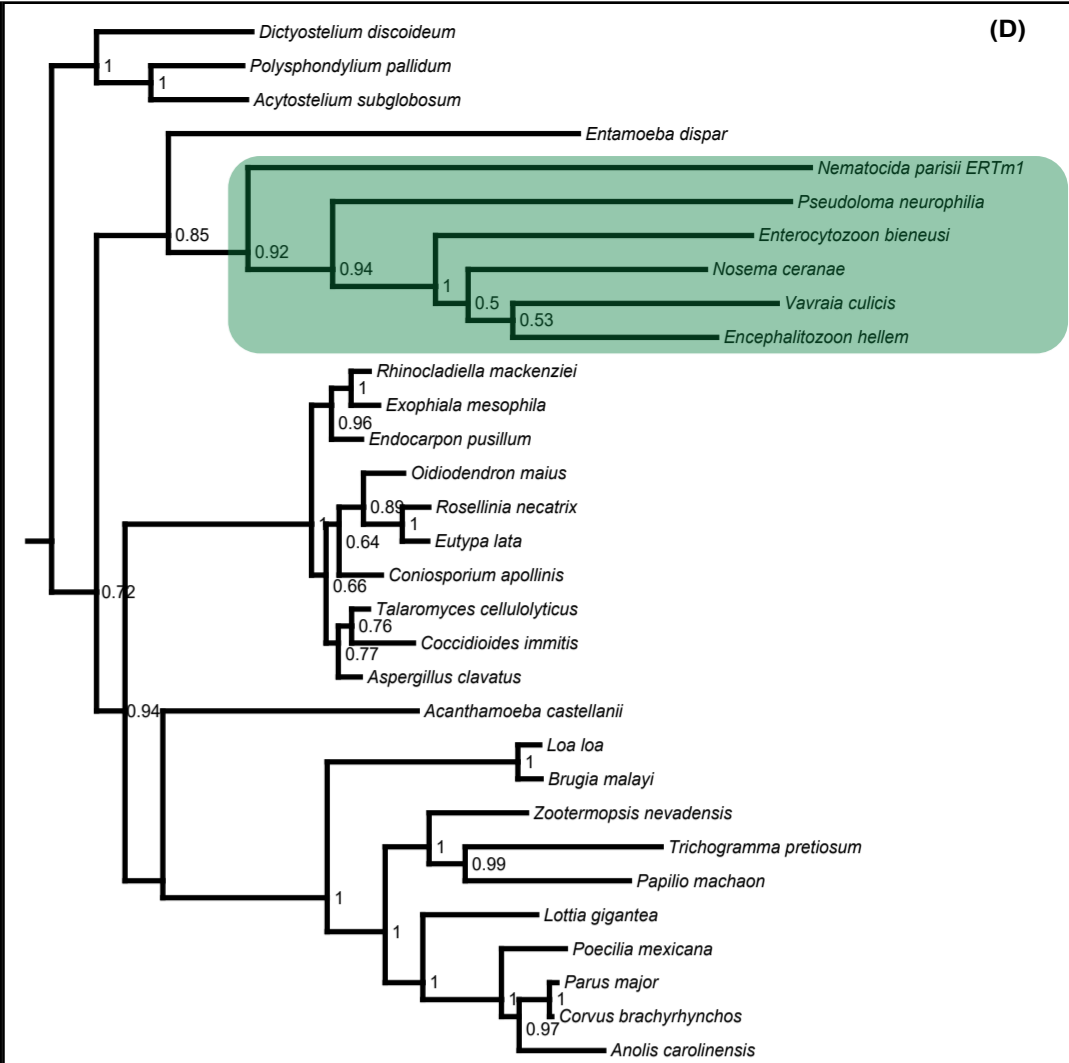 (D)
Dictyostelium discoideum
1
Polysphondylium pallidum
1
Acytostelium subglobosum
Entamoeba dispar
Nematocida parisii ERTm1
Pseudoloma neurophilia
0.85
Enterocytozoon bieneusi
0.92
0.94
Nosema ceranae
1
0.5
Vavraia culicis
0.53
Encephalitozoon hellem
Rhinocladiella mackenziei
1
Exophiala mesophila
0.96
Endocarpon pusillum
Oidiodendron maius
0.89
Rosellinia necatrix
1
1
Eutypa lata
0.64
Coniosporium apollinis
0.66
0.72
Talaromyces cellulolyticus
0.76
Coccidioides immitis
0.77
Aspergillus clavatus
0.94
Acanthamoeba castellanii
Loa loa
1
Brugia malayi
Zootermopsis nevadensis
1
Trichogramma pretiosum
0.99
Papilio machaon
1
Lottia gigantea
1
Poecilia mexicana
1
Parus major
1
1
Corvus brachyrhynchos
0.97
Anolis carolinensis